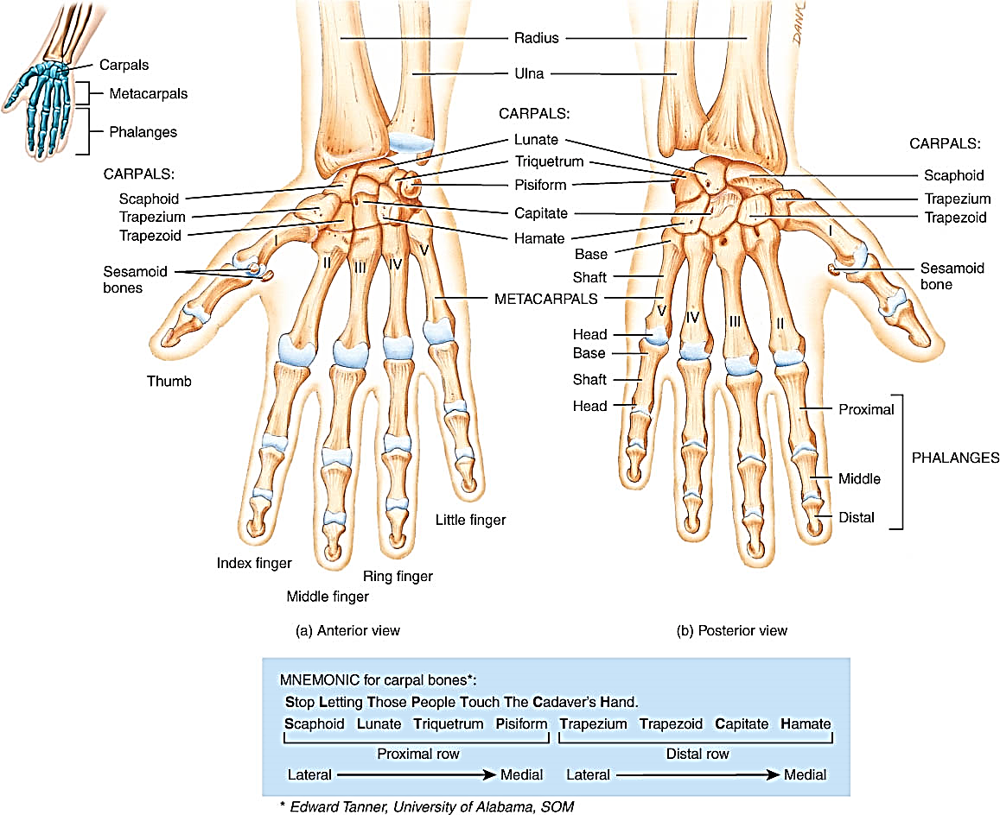 Carpals
Metacarpals
Phalanges
Radius
Ulna
CARPALS:
Lunate
Triquetrum
Pisiform
Capitate
Hamate
CARPALS:
Scaphoid
Trapezium
Trapezoid
CARPALS:
Scaphoid
Trapezium
Trapezoid
Sesamoid
bones
Sesamoid
bone
Base
Shaft
METACARPALS
Head
Base
Shaft
Head
I
II
III
IV
V
V
IV
III
II
I
Proximal
Middle
Distal
PHALANGES
Thumb
Index finger
Middle finger
Ring finger
Little finger
(a) Anterior view
(b) Posterior view
DANK
MNEMONIC for carpal bones*:
Stop Letting Those People Touch The Cadaver's Hand.
Scaphoid Lunate Triquetrum Pisiform Trapezium Trapezoid Capitate Hamate
Proximal row Distal row
Lateral Medial Lateral Medial
* Edward Tanner, University of Alabama, SOM